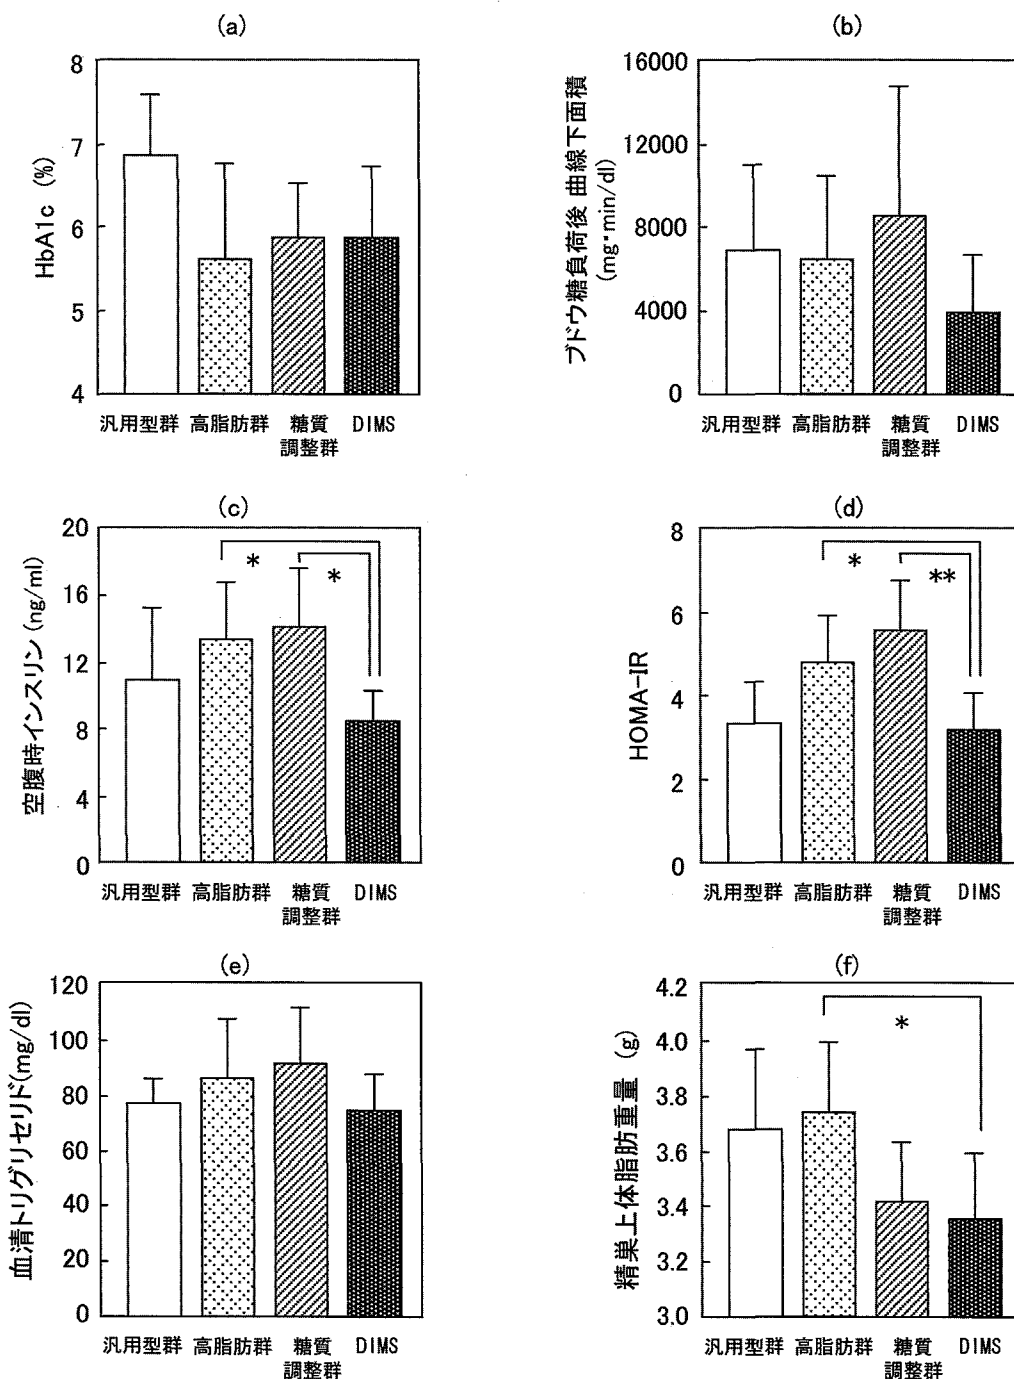 (a)
HbA1c (%)
8
7
6
5
4
汎用型群 高脂肪群 糖質 DIMS
調整群
(b)
ブドウ糖負荷後 曲線下面積
(mg·min/dl)
16000
12000
8000
4000
0
汎用型群 高脂肪群 糖質 DIMS
調整群
(c)
空腹時インスリン(ng/ml)
20
16
12
8
4
0
*
*
汎用型群 高脂肪群 糖質 DIMS
調整群
(d)
HOMA-IR
8
6
4
2
0
*
**
汎用型群 高脂肪群 糖質 DIMS
調整群
(e)
血清トリグリセリド(mg/dl)
120
100
80
60
40
20
0
汎用型群 高脂肪群 糖質 DIMS
調整群
(f)
精巣上体脂肪重量 (g)
4.2
4.0
3.8
3.6
3.4
3.2
3.0
*
汎用型群 高脂肪群 糖質 DIMS
調整群